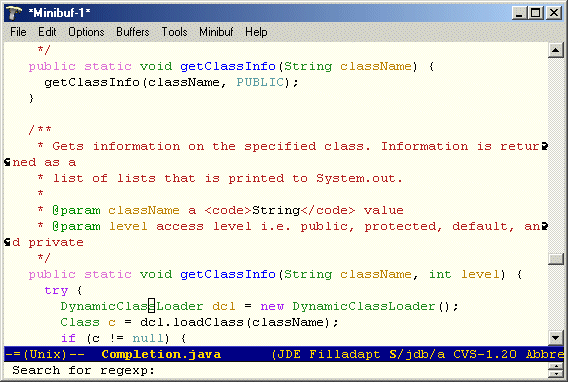 *Minibuf-1*
File Edit Options Buffers Tools Minibuf Help
*/
public static void getClassInfo(String className) {
getClassInfo(className, PUBLIC);
}
/**
* Gets information on the specified class. Information is retur
ned as a
* list of lists that is printed to System.out.
*
* @param className a <code>String</code> value
* @param level access level i.e. public, protected, default, an
d private
*/
public static void getClassInfo(String className, int level) {
try {
DynamicClassLoader dcl = new DynamicClassLoader();
Class c = dcl.loadClass(className);
if (c != null) {
-=(Unix)-- Completion.java (JDE Filladapt S/jdb/a CVS-1.20 Abbre
Search for regexp: